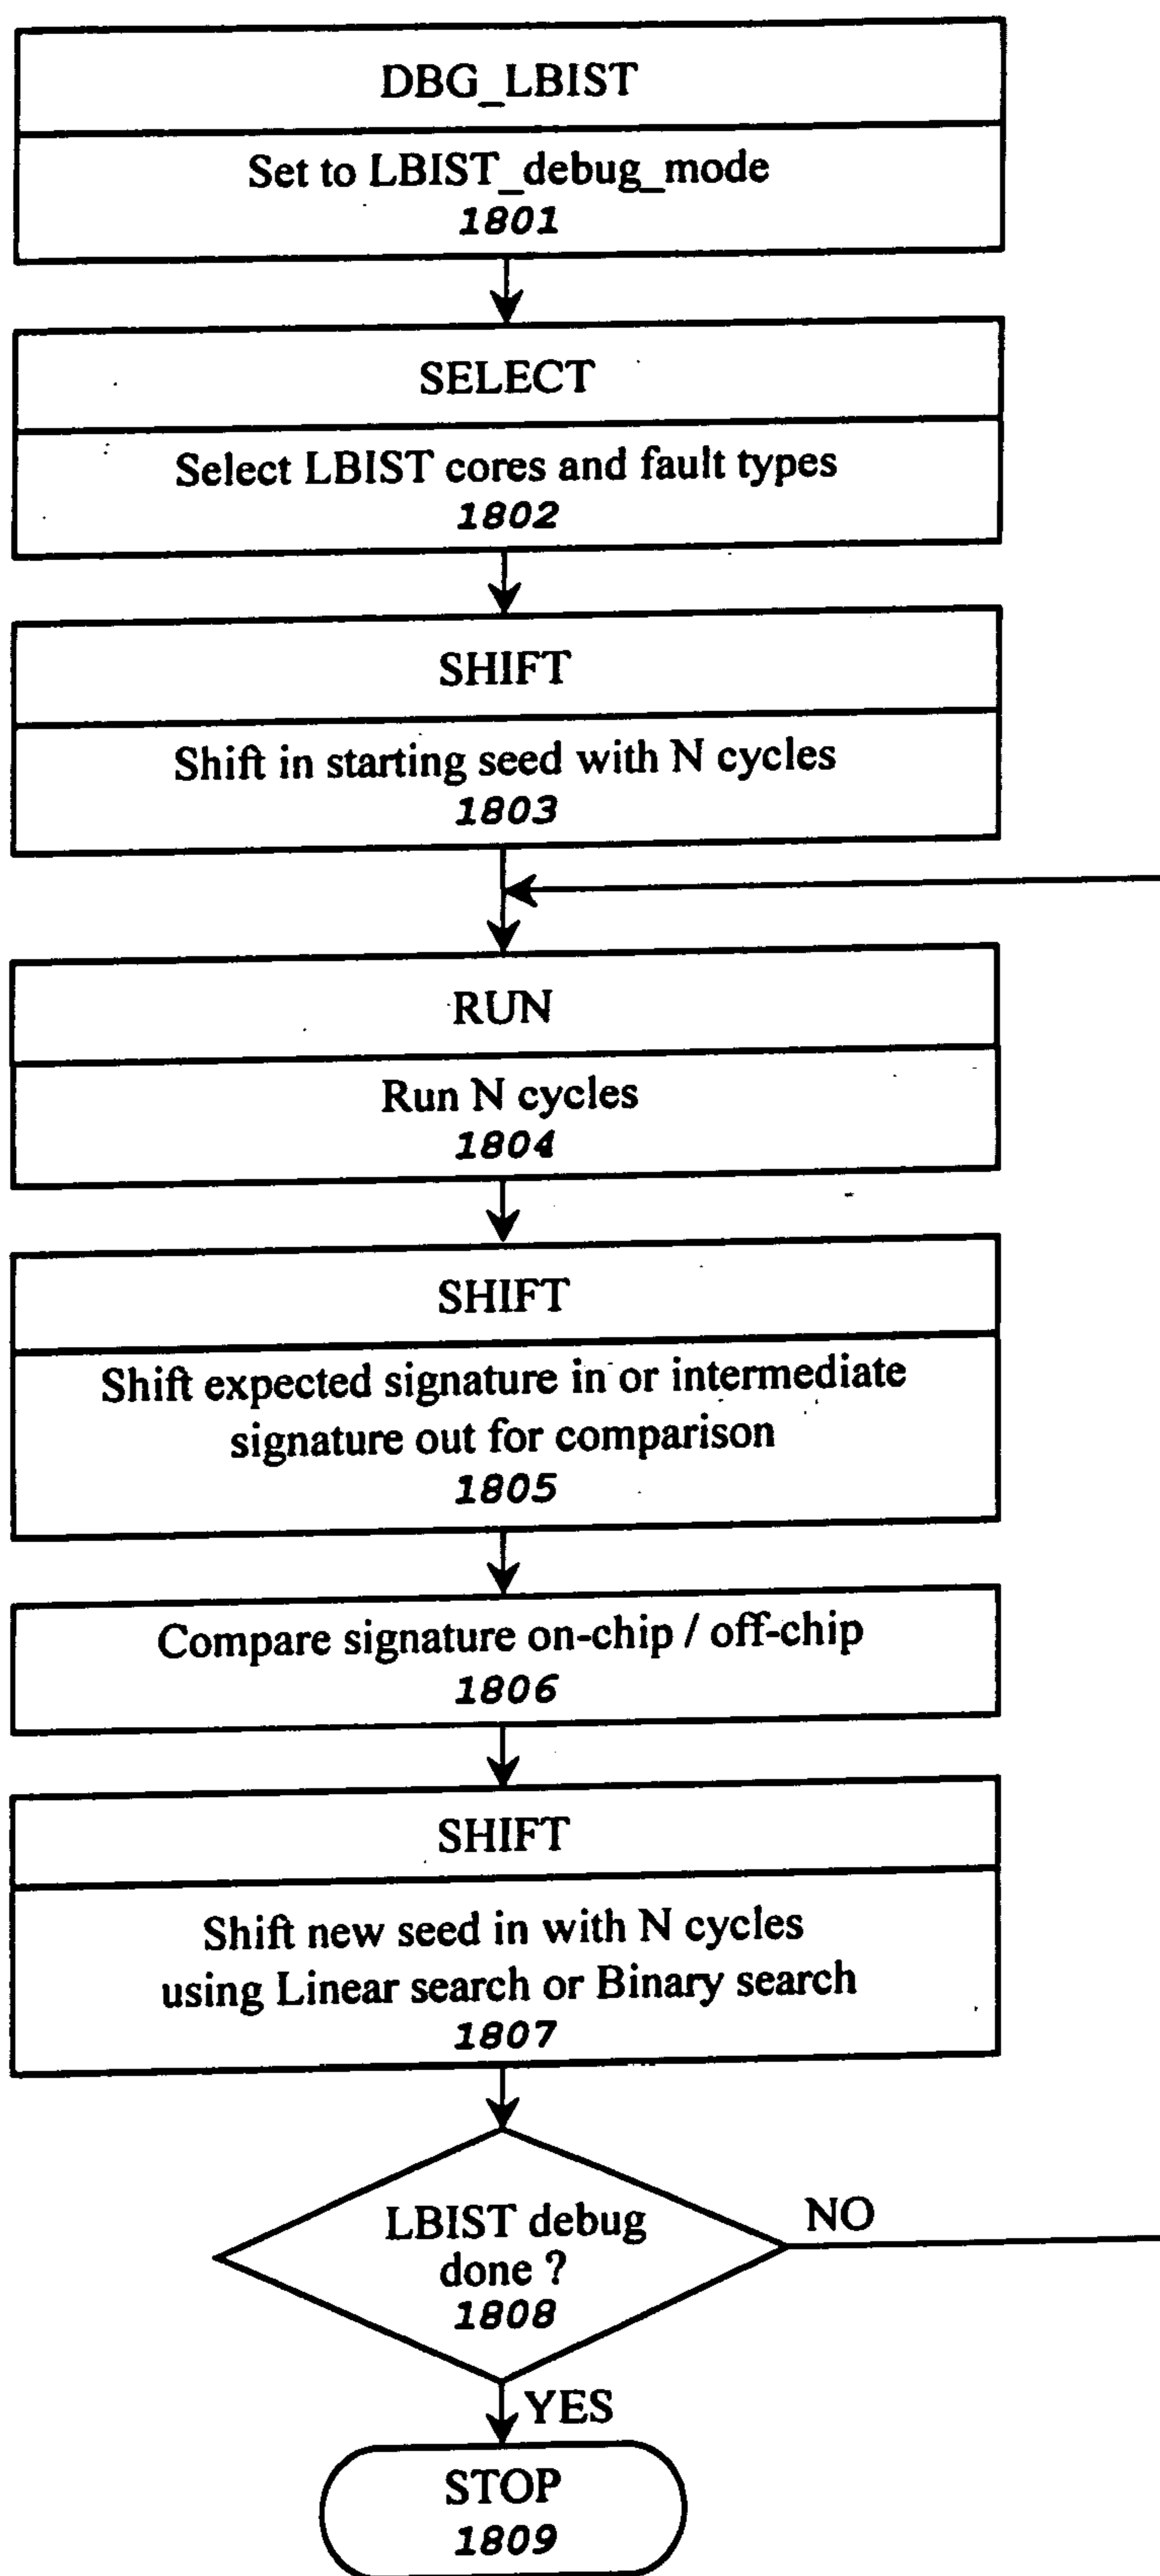 DBG_LBIST
Set to LBIST_debug_mode
1801
SELECT
Select LBIST cores and fault types
1802
SHIFT
Shift in starting seed with N cycles
1803
RUN
Run N cycles
1804
SHIFT
Shift expected signature in or intermediate
signature out for comparison
1805
Compare signature on-chip / off-chip
1806
SHIFT
Shift new seed in with N cycles
using Linear search or Binary search
1807
LBIST debug
done ?
1808
NO
YES
STOP
1809